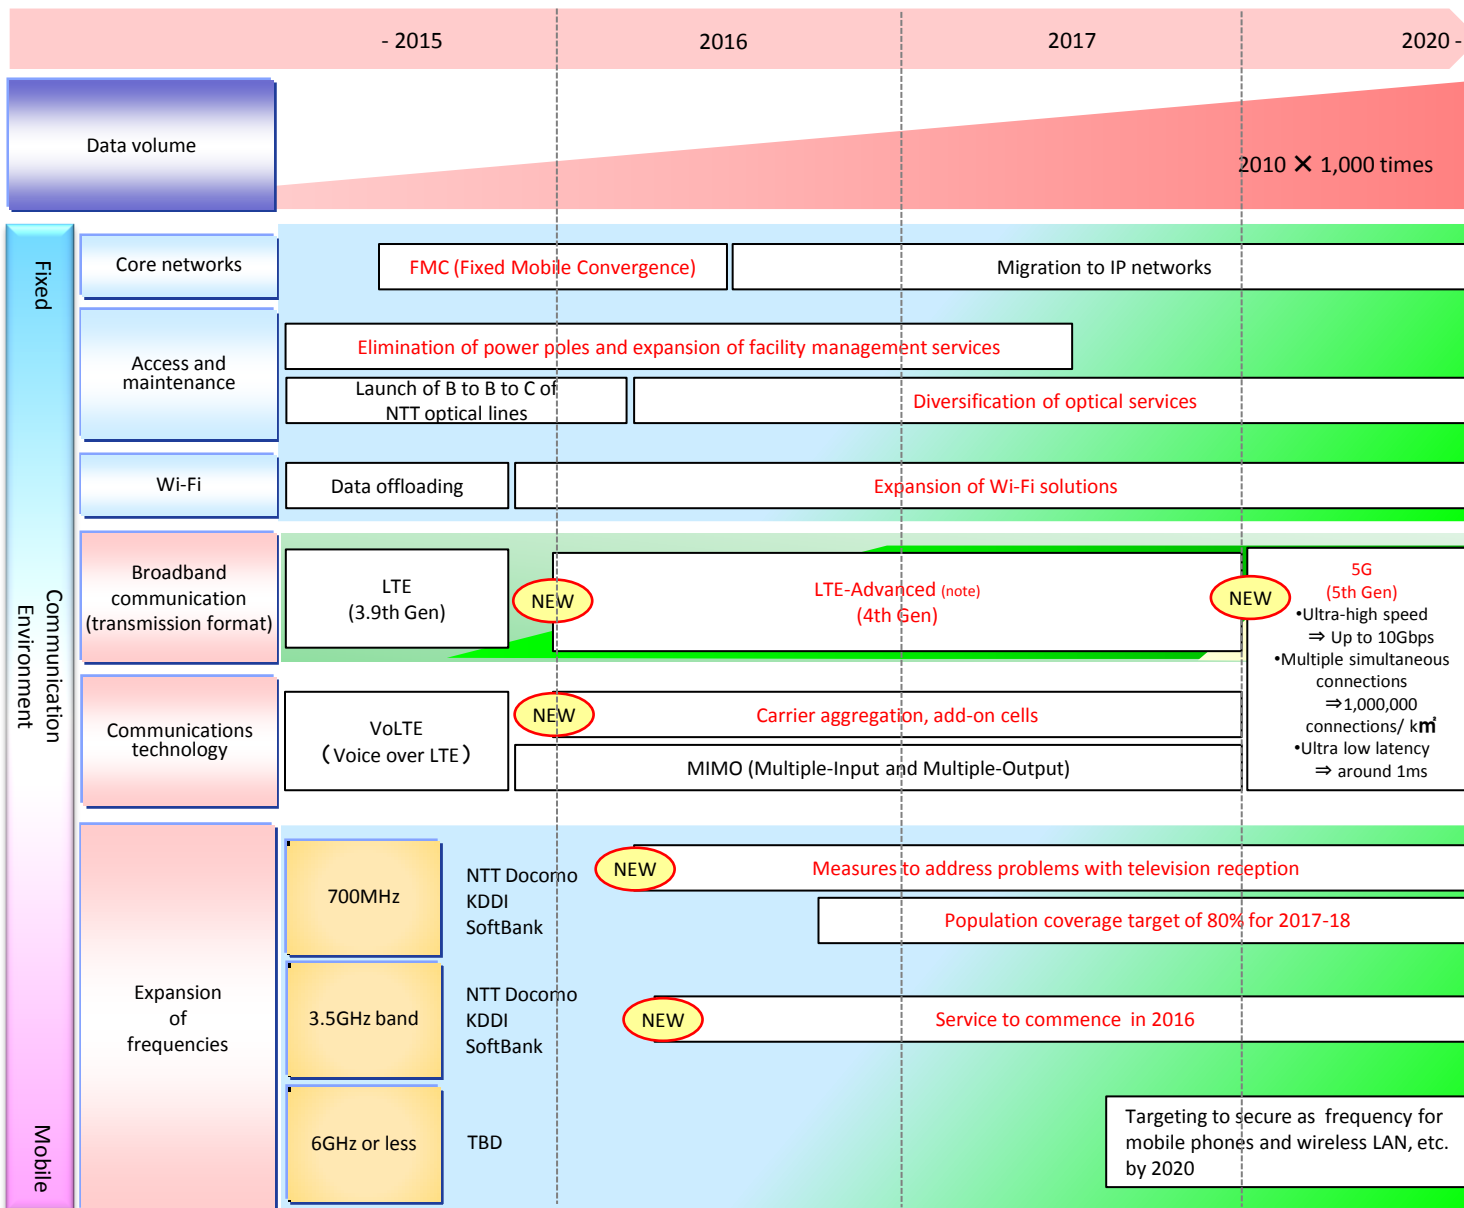 - 2015
2016
2017
2020 -
Data volume
2010 ✕ 1,000 times
Fixed
Communication
Environment
Mobile
Core networks
FMC (Fixed Mobile Convergence)
Migration to IP networks
Access and
maintenance
Elimination of power poles and expansion of facility management services
Launch of B to B to C of
NTT optical lines
Diversification of optical services
Wi-Fi
Data offloading
Expansion of Wi-Fi solutions
Broadband
communication
(transmission format)
LTE
(3.9th Gen)
NEW
LTE-Advanced (note)
(4th Gen)
NEW
5G
(5th Gen)
•Ultra-high speed
⇒ Up to 10Gbps
•Multiple simultaneous
connections
⇒1,000,000
connections/ k㎡
•Ultra low latency
⇒ around 1ms
Communications
technology
VoLTE
(Voice over LTE)
NEW
Carrier aggregation, add-on cells
MIMO (Multiple-Input and Multiple-Output)
Expansion
of
frequencies
700MHz
NTT Docomo
KDDI
SoftBank
NEW
Measures to address problems with television reception
Population coverage target of 80% for 2017-18
3.5GHz band
NTT Docomo
KDDI
SoftBank
NEW
Service to commence in 2016
6GHz or less
TBD
Targeting to secure as frequency for
mobile phones and wireless LAN, etc.
by 2020